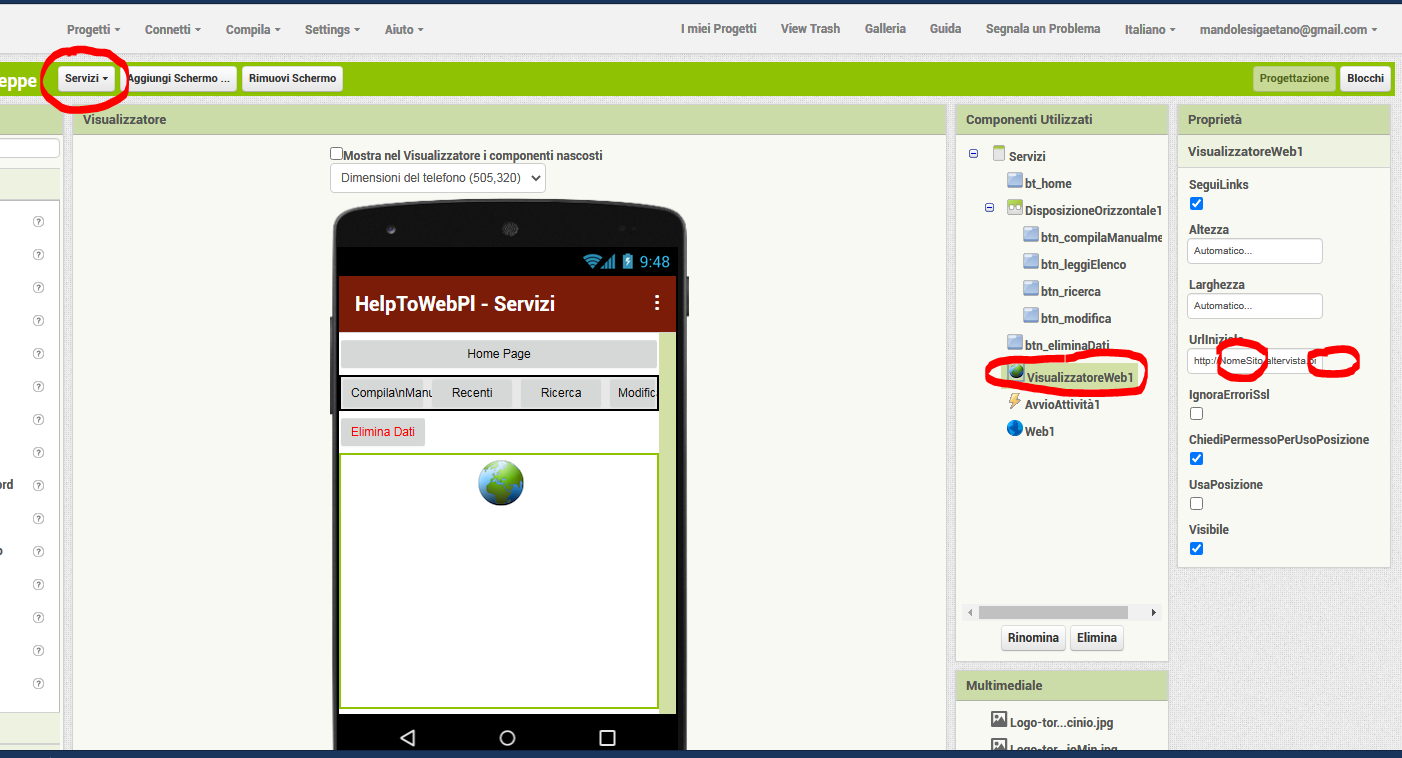 Progetti Connetti Compila Settings Aiuto I miei Progetti View Trash Galleria Guida Segnala un Problema Italiano mandolesigaetano@gmail.com
eppe Servizi Aggiungi Schermo ... Rimuovi Schermo Progettazione Blocchi
Visualizzatore
Mostra nel Visualizzatore i componenti nascosti
Dimensioni del telefono (505,320)
9:48
HelpToWebPl - Servizi
Home Page
Compila\nManu Recenti Ricerca Modific
Elimina Dati
Componenti Utilizzati
Servizi
bt_home
DisposizioneOrizzontale1
btn_compilaManualme
btn_leggiElenco
btn_ricerca
btn_modifica
btn_eliminaDati
VisualizzatoreWeb1
AvvioAttività1
Web1
Rinomina Elimina
Multimediale
Logo-tor...cinio.jpg
Logo-tor...ioMin.jpg
Proprietà
VisualizzatoreWeb1
SeguiLinks
Altezza
Automatico...
Larghezza
Automatico...
UrlIniziale
http://NomeSito.altervista.or
IgnoraErroriSsl
ChiediPermessoPerUsoPosizione
UsaPosizione
Visibile
ord